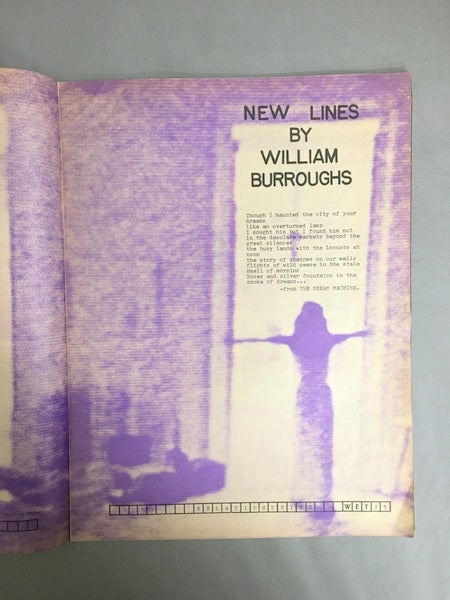 NEW LINES
BY
WILLIAM
BURROUGHS
Though I haunted the city of your
dreams
like an overturned lamp
I sought him but I found him not
in the desolate markets beyond the
great silences
the busy lands with the locusts at
noon
the story of shadows on our walls
flights of wild geese in the stale
smell of morning
Roses and silver fountains in the
smoke of dreams...
-from THE DREAM MACHINE.
RELATIONSHIPS WET 25